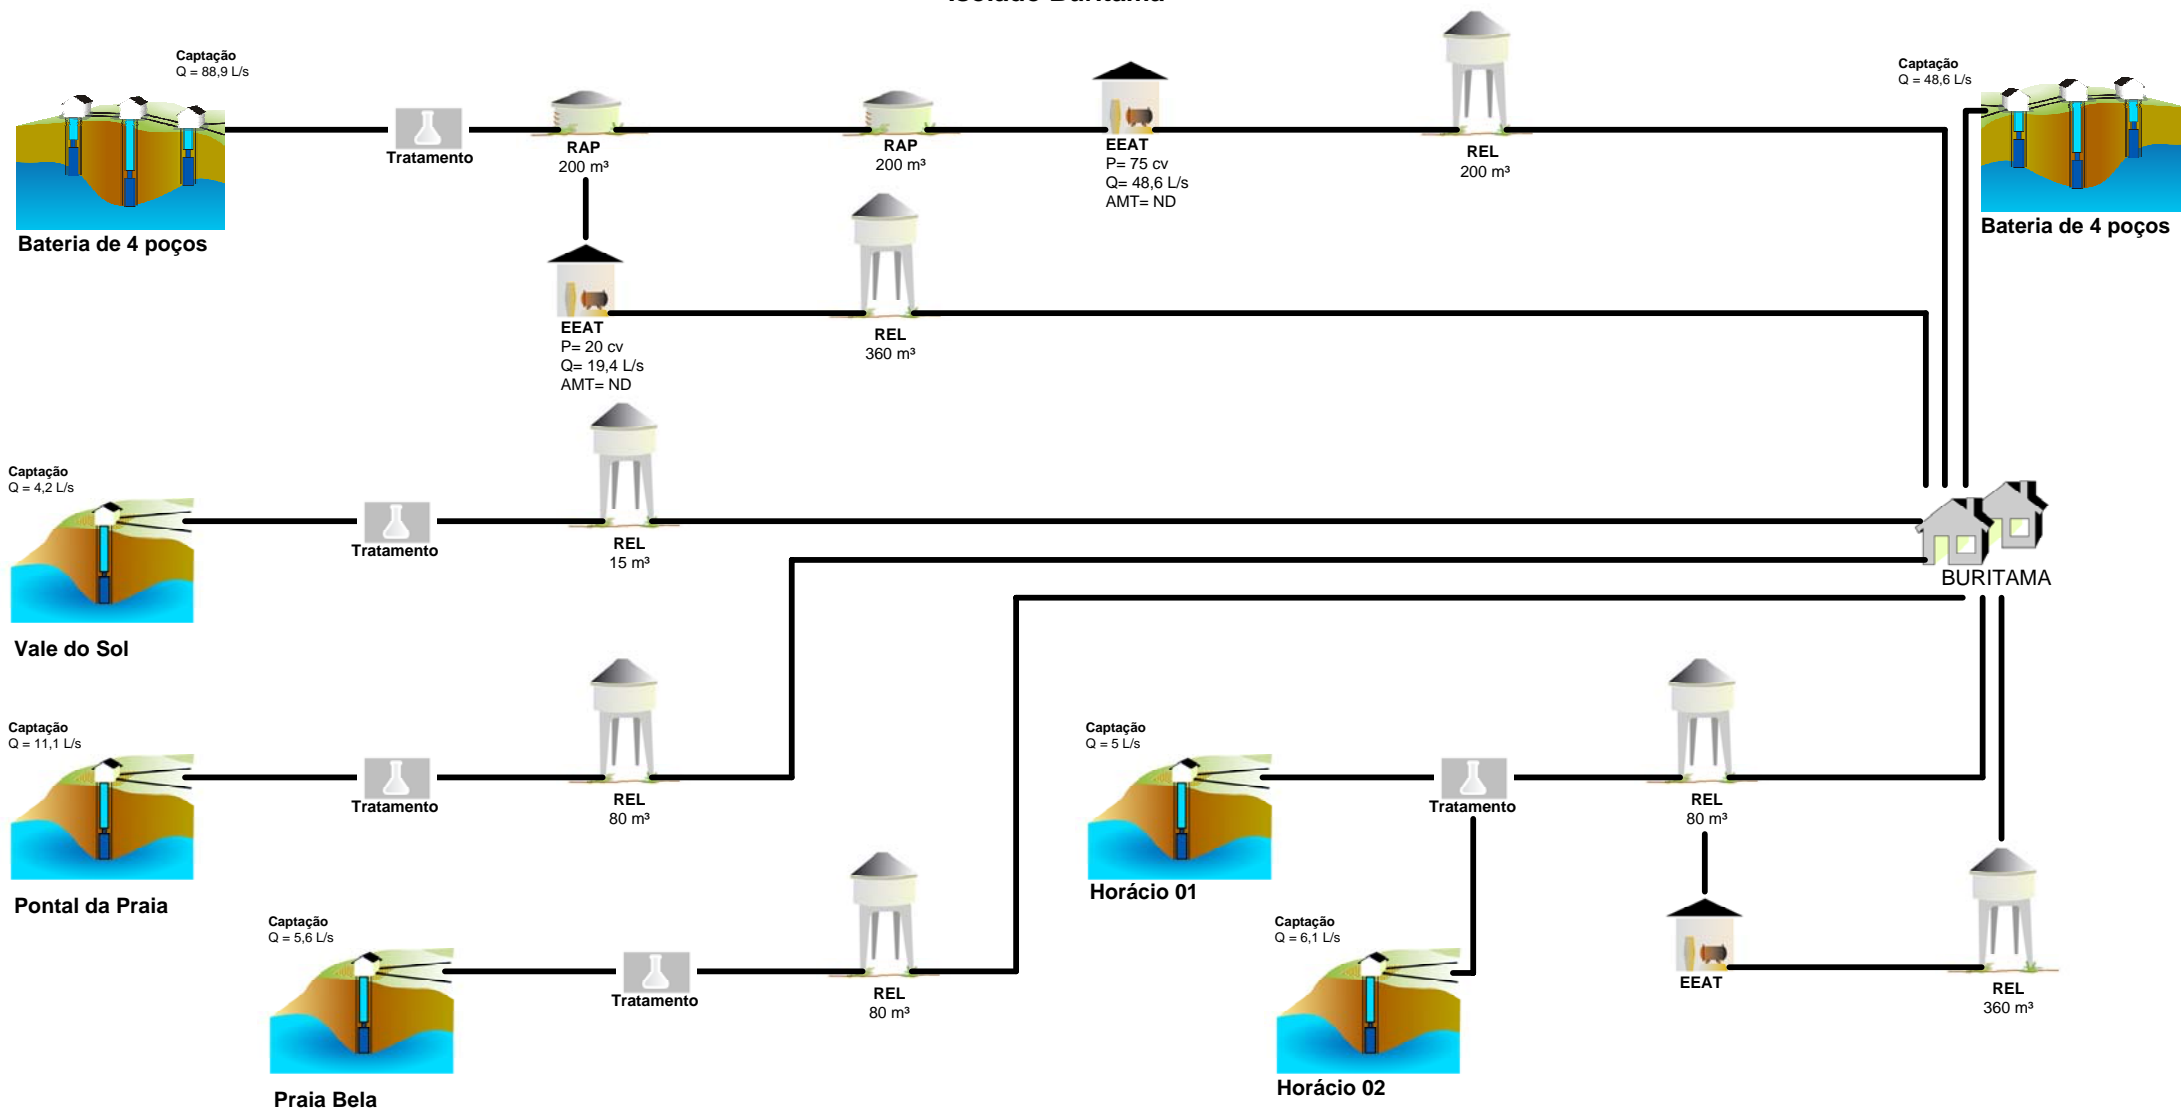 Isolado Buritama
Captação
Q = 88,9 L/s
Bateria de 4 poços
Tratamento
RAP
200 m³
RAP
200 m³
EEAT
P= 75 cv
Q= 48,6 L/s
AMT= ND
REL
200 m³
Captação
Q = 48,6 L/s
Bateria de 4 poços
EEAT
P= 20 cv
Q= 19,4 L/s
AMT= ND
REL
360 m³
Captação
Q = 4,2 L/s
Vale do Sol
Tratamento
REL
15 m³
BURITAMA
Captação
Q = 11,1 L/s
Pontal da Praia
Tratamento
REL
80 m³
Captação
Q = 5,6 L/s
Praia Bela
Tratamento
REL
80 m³
Captação
Q = 5 L/s
Horácio 01
Tratamento
REL
80 m³
Captação
Q = 6,1 L/s
Horácio 02
EEAT
REL
360 m³